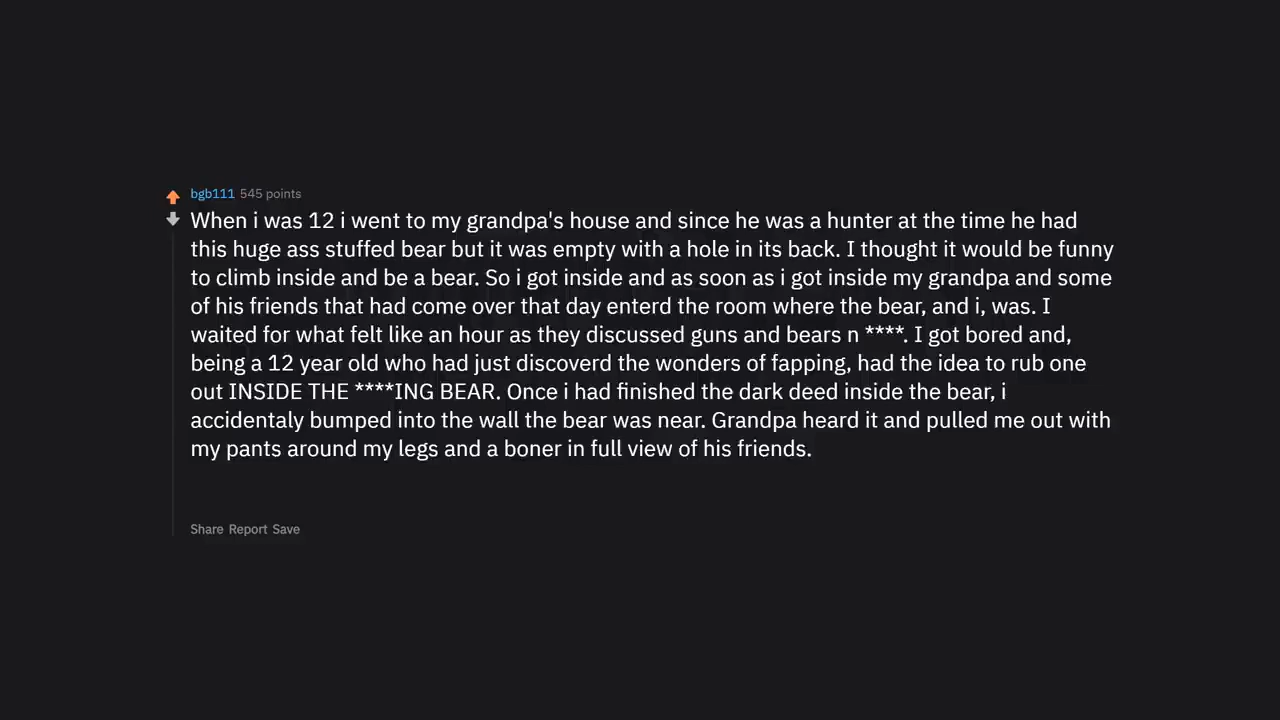 bgb111 545 points
When i was 12 i went to my grandpa's house and since he was a hunter at the time he had
this huge ass stuffed bear but it was empty with a hole in its back. I thought it would be funny
to climb inside and be a bear. So i got inside and as soon as i got inside my grandpa and some
of his friends that had come over that day enterd the room where the bear, and i, was. I
waited for what felt like an hour as they discussed guns and bears n ****. I got bored and,
being a 12 year old who had just discoverd the wonders of fapping, had the idea to rub one
out INSIDE THE ****ING BEAR. Once i had finished the dark deed inside the bear, i
accidentaly bumped into the wall the bear was near. Grandpa heard it and pulled me out with
my pants around my legs and a boner in full view of his friends.
Share Report Save